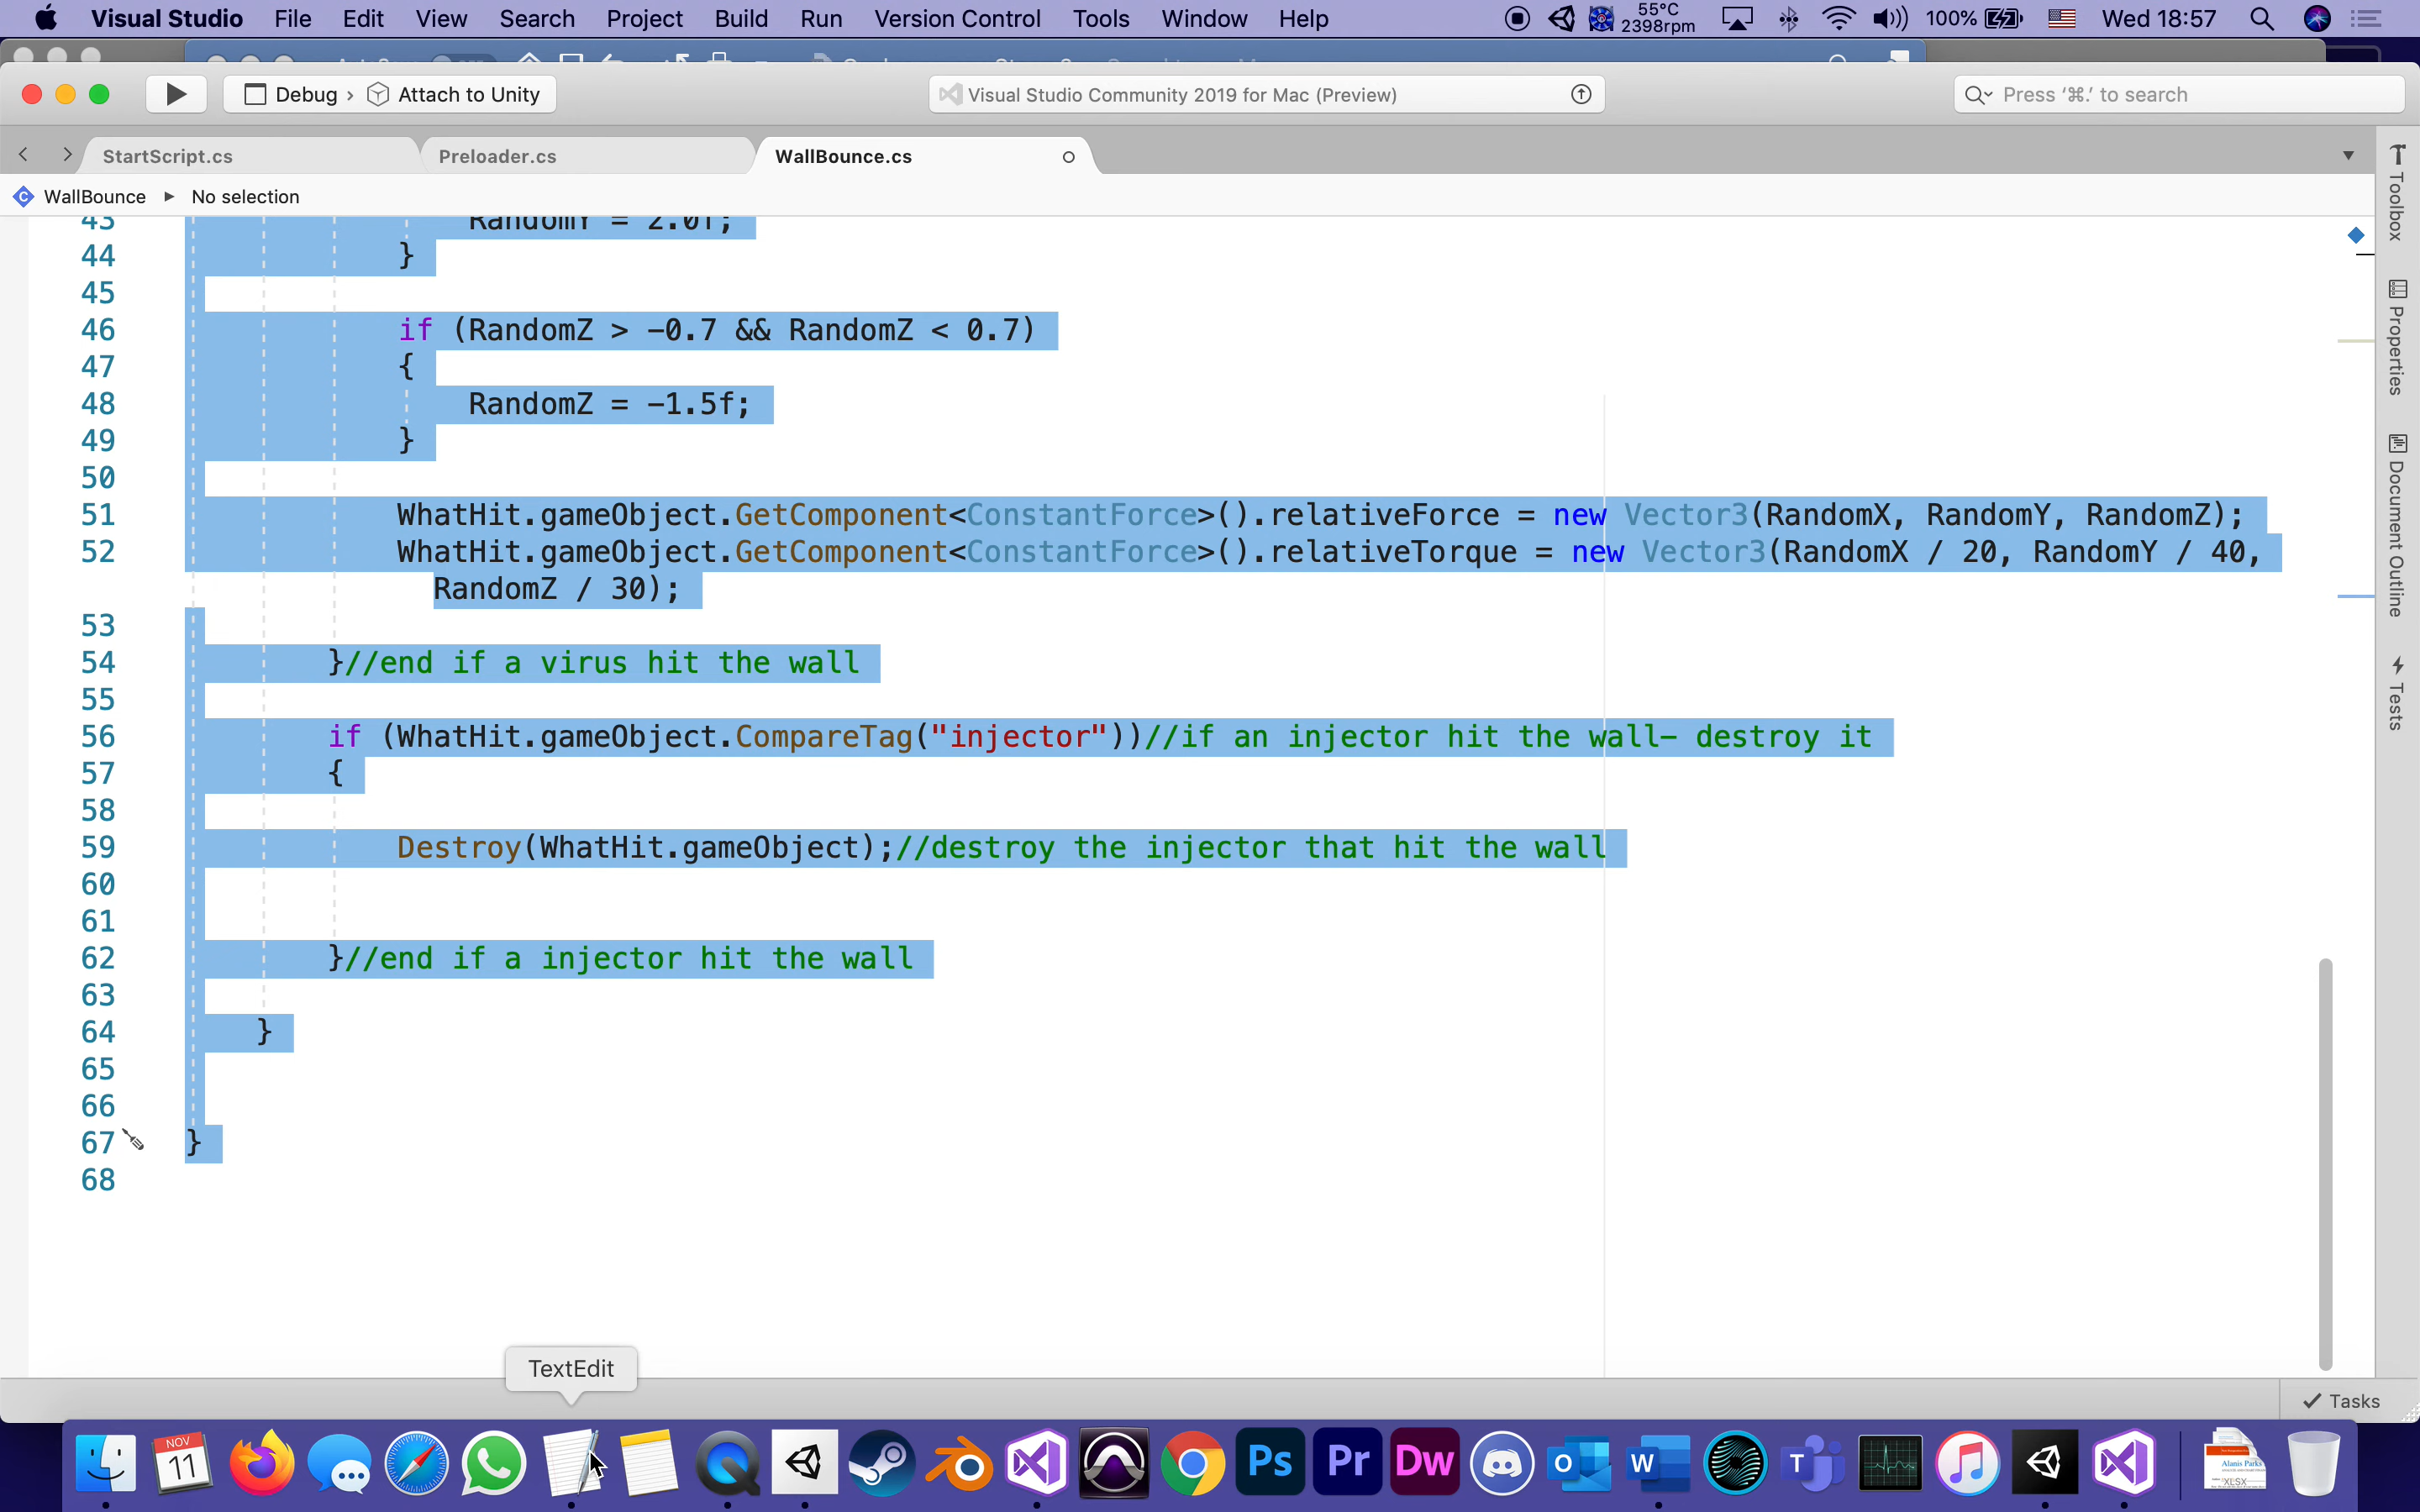 Visual Studio File Edit View Search Project Build Run Version Control Tools Window Help 55°C 2398rpm 100% Wed 18:57
Debug › Attach to Unity
Visual Studio Community 2019 for Mac (Preview)
Press ‘⌘.’ to search
StartScript.cs
Preloader.cs
WallBounce.cs
WallBounce ▸ No selection
43 RandomY = 2.0f;
44 }
45
46 if (RandomZ > -0.7 && RandomZ < 0.7)
47 {
48 RandomZ = -1.5f;
49 }
50
51 WhatHit.gameObject.GetComponent<ConstantForce>().relativeForce = new Vector3(RandomX, RandomY, RandomZ);
52 WhatHit.gameObject.GetComponent<ConstantForce>().relativeTorque = new Vector3(RandomX / 20, RandomY / 40,
RandomZ / 30);
53
54 }//end if a virus hit the wall
55
56 if (WhatHit.gameObject.CompareTag("injector"))//if an injector hit the wall- destroy it
57 {
58
59 Destroy(WhatHit.gameObject);//destroy the injector that hit the wall
60
61
62 }//end if a injector hit the wall
63
64 }
65
66
67 }
68
Toolbox
Properties
Document Outline
Tests
TextEdit
Tasks
NOV
11
Ps
Pr
Dw
O
W
T
Alanis Parks
XLSX